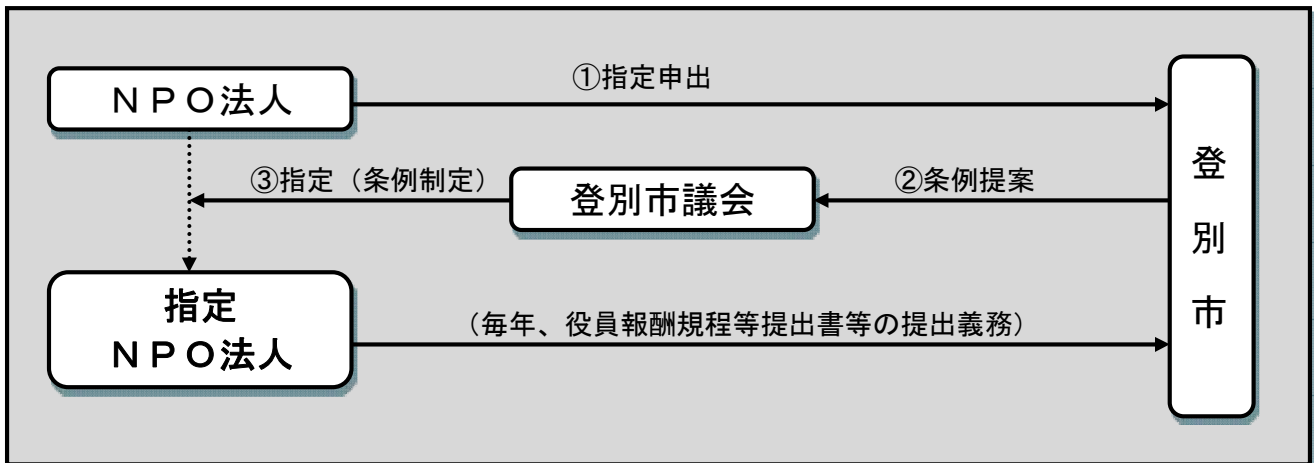 ①指定申出
NPO法人
③指定（条例制定）
登別市議会
②条例提案
登別市
指定
NPO法人
（毎年、役員報酬規程等提出書等の提出義務）